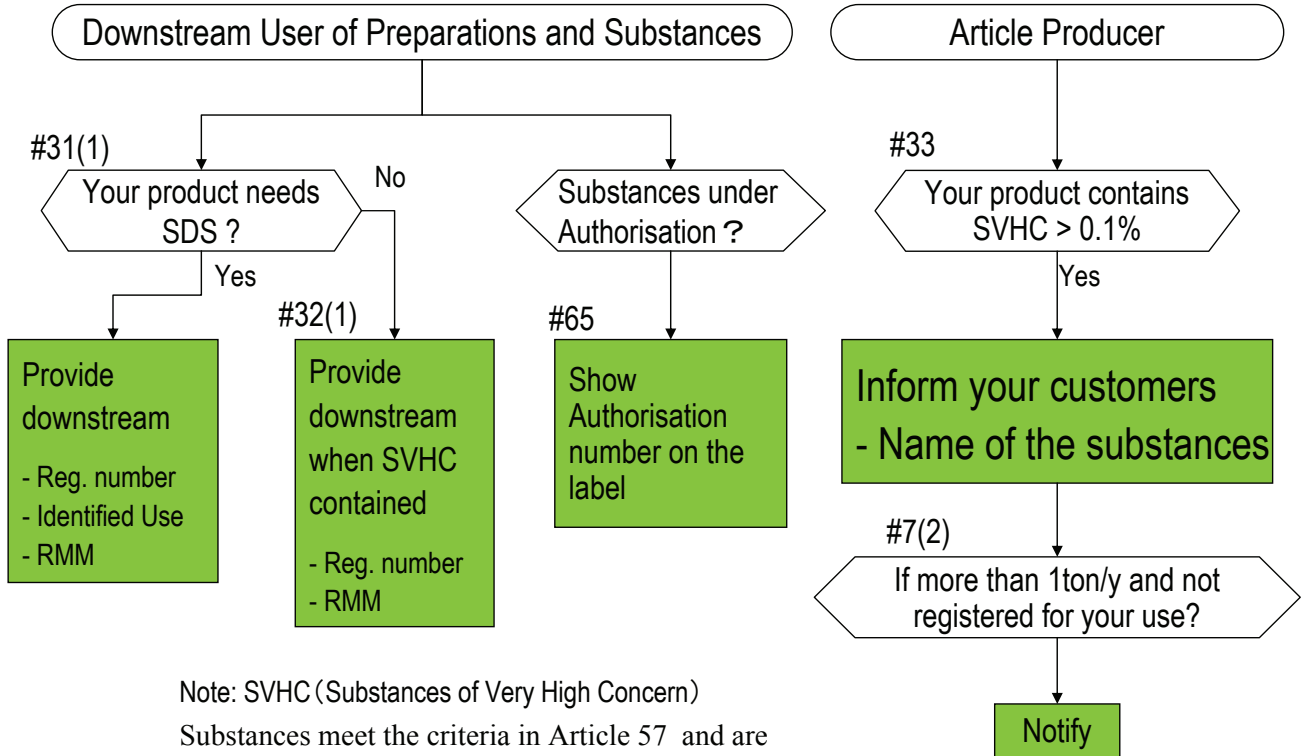 Downstream User of Preparations and Substances
#31(1)
Your product needs
SDS ?
No
Yes
#32(1)
Provide
downstream
- Reg. number
- Identified Use
- RMM
Provide
downstream
when SVHC
contained
- Reg. number
- RMM
Substances under
Authorisation？
#65
Show
Authorisation
number on the
label
Article Producer
#33
Your product contains
SVHC > 0.1%
Yes
Inform your customers
- Name of the substances
#7(2)
If more than 1ton/y and not
registered for your use?
Notify
Note: SVHC（Substances of Very High Concern）
Substances meet the criteria in Article 57 and are